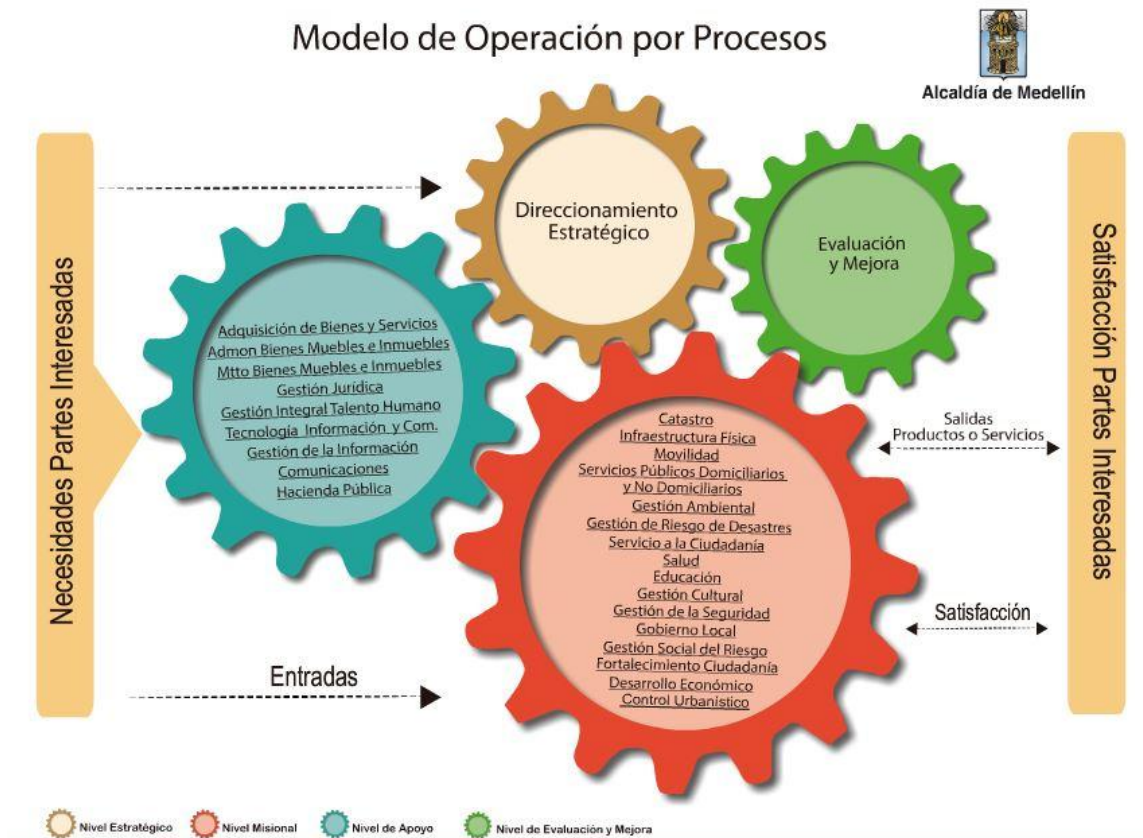 Modelo de Operación por Procesos
Alcaldía de Medellín
Necesidades Partes Interesadas
Direccionamiento
Estratégico
Evaluación
y Mejora
Adquisición de Bienes y Servicios
Admon Bienes Muebles e Inmuebles
Mtto Bienes Muebles e Inmuebles
Gestión Jurídica
Gestión Integral Talento Humano
Tecnología Información y Com.
Gestión de la Información
Comunicaciones
Hacienda Pública
Catastro
Infraestructura Física
Movilidad
Servicios Públicos Domiciliarios
y No Domiciliarios
Gestión Ambiental
Gestión de Riesgo de Desastres
Servicio a la Ciudadanía
Salud
Educación
Gestión Cultural
Gestión de la Seguridad
Gobierno Local
Gestión Social del Riesgo
Fortalecimiento Ciudadanía
Desarrollo Económico
Control Urbanístico
Salidas
Productos o Servicios
Satisfacción
Entradas
Satisfacción Partes Interesadas
Nivel Estratégico
Nivel Misional
Nivel de Apoyo
Nivel de Evaluación y Mejora